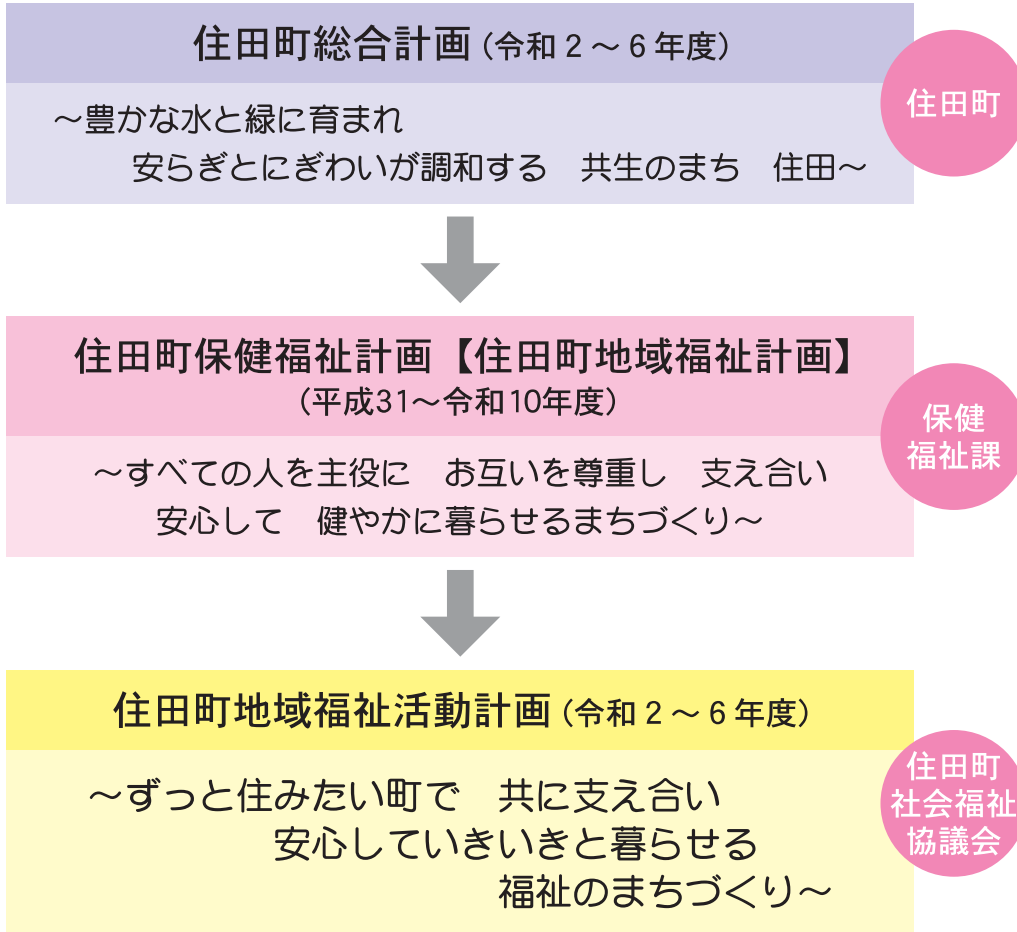 住田町総合計画(令和2~6年度)
住田町
~豊かな水と緑に育まれ
安らぎとにぎわいが調和する　共生のまち　住田~
住田町保健福祉計画【住田町地域福祉計画】
(平成31~令和10年度)
保健
福祉課
~すべての人を主役に　お互いを尊重し　支え合い
安心して　健やかに暮らせるまちづくり~
住田町地域福祉活動計画(令和2~6年度)
住田町
社会福祉
協議会
~ずっと住みたい町で　共に支え合い
安心していきいきと暮らせる
福祉のまちづくり~